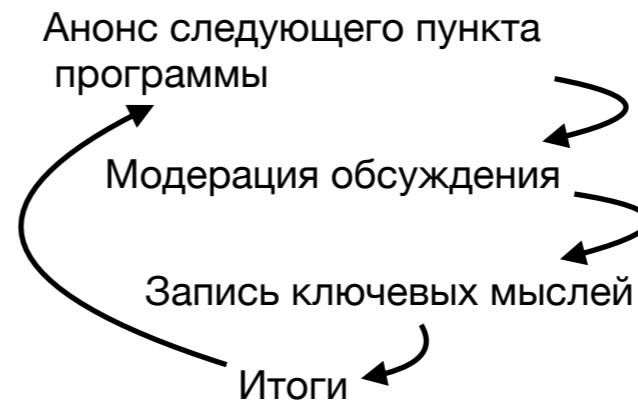 Анонс следующего пункта
программы
Модерация обсуждения
Запись ключевых мыслей
Итоги